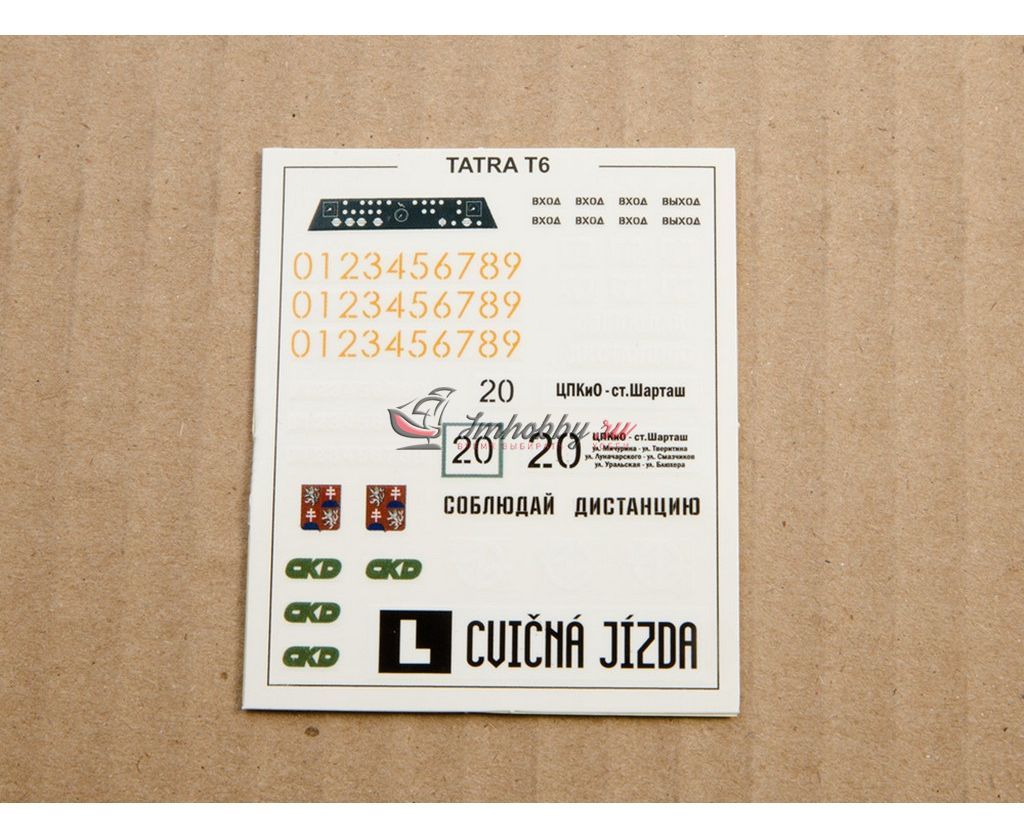 TATRA T6
ВХОД ВХОД ВХОД ВЫХОД
ВХОД ВХОД ВХОД ВЫХОД
0123456789
0123456789
0123456789
20 ЦПКиО - ст.Шарташ
Imhobby.ru
20 20 ЦПКиО - ст.Шарташ
ул. Мичурина - ул. Тверитина
ул. Луначарского - ул. Смазчиков
ул. Уральская - ул. Блюхера
СОБЛЮДАЙ ДИСТАНЦИЮ
CKD CKD
CKD
CKD
L CVIČNÁ JÍZDA